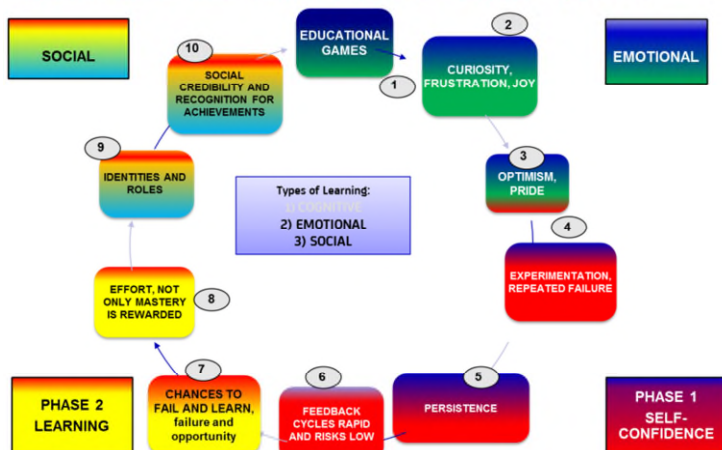 SOCIAL
10
SOCIAL
CREDIBILITY AND
RECOGNITION FOR
ACHIEVEMENTS
EDUCATIONAL
GAMES
1
2
CURIOSITY,
FRUSTRATION, JOY
EMOTIONAL
9
IDENTITIES AND
ROLES
Types of Learning:
1) COGNITIVE
2) EMOTIONAL
3) SOCIAL
3
OPTIMISM,
PRIDE
4
EXPERIMENTATION,
REPEATED FAILURE
EFFORT, NOT
ONLY MASTERY
IS REWARDED
8
PHASE 2
LEARNING
7
CHANCES TO
FAIL AND LEARN,
failure and
opportunity
6
FEEDBACK
CYCLES RAPID
AND RISKS LOW
5
PERSISTENCE
PHASE 1
SELF-
CONFIDENCE